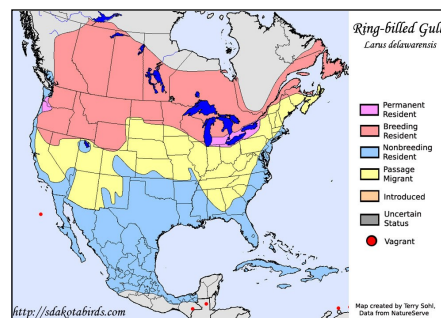 Ring-billed Gull
Larus delawarensis
Permanent
Resident
Breeding
Resident
Nonbreeding
Resident
Passage
Migrant
Introduced
Uncertain
Status
Vagrant
Map created by Terry Sohl,
Data from NatureServe
http://sdakotabirds.com